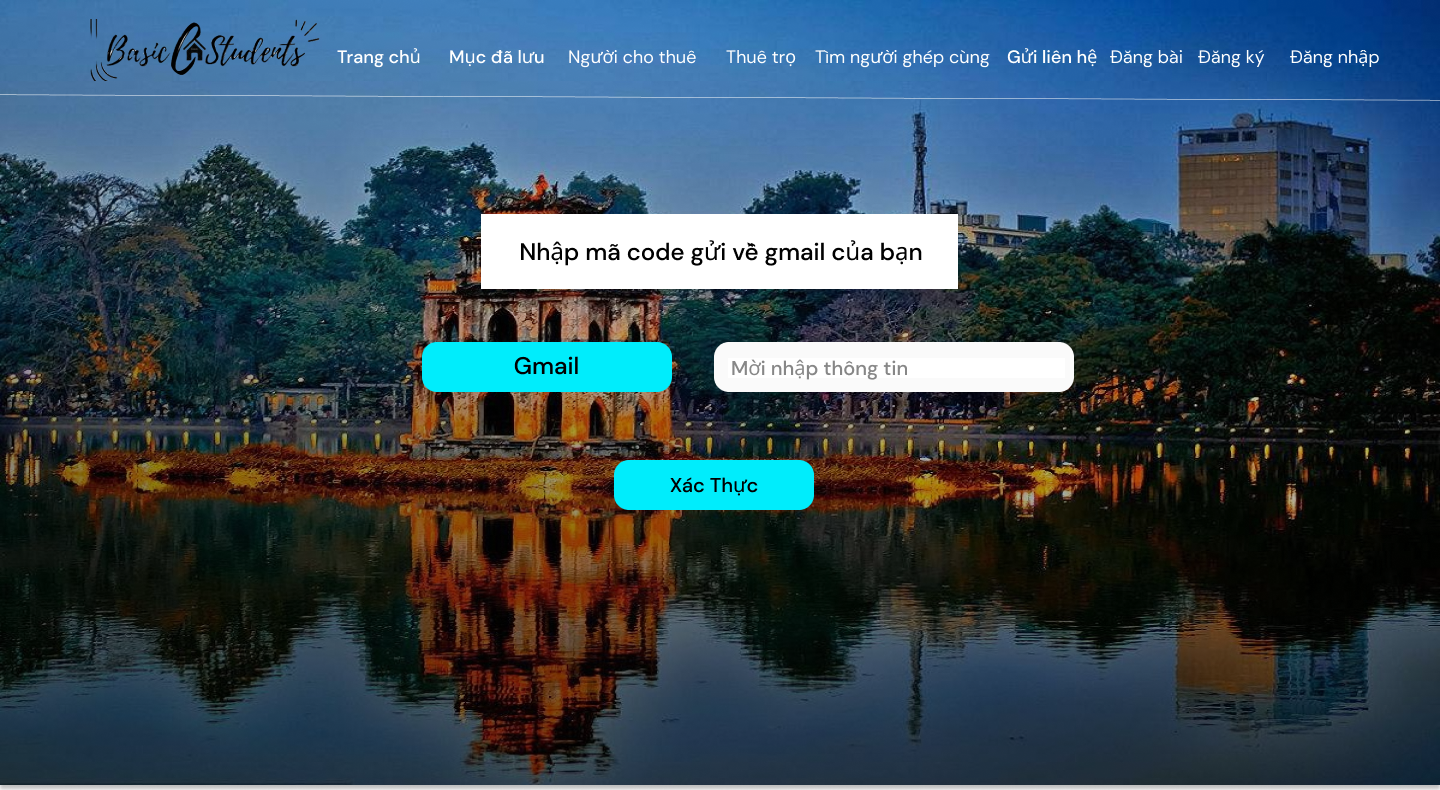 Basic Students
Trang chủ Mục đã lưu Người cho thuê Thuê trọ Tìm người ghép cùng Gửi liên hệ Đăng bài Đăng ký Đăng nhập
Nhập mã code gửi về gmail của bạn
Gmail Mời nhập thông tin
Xác Thực